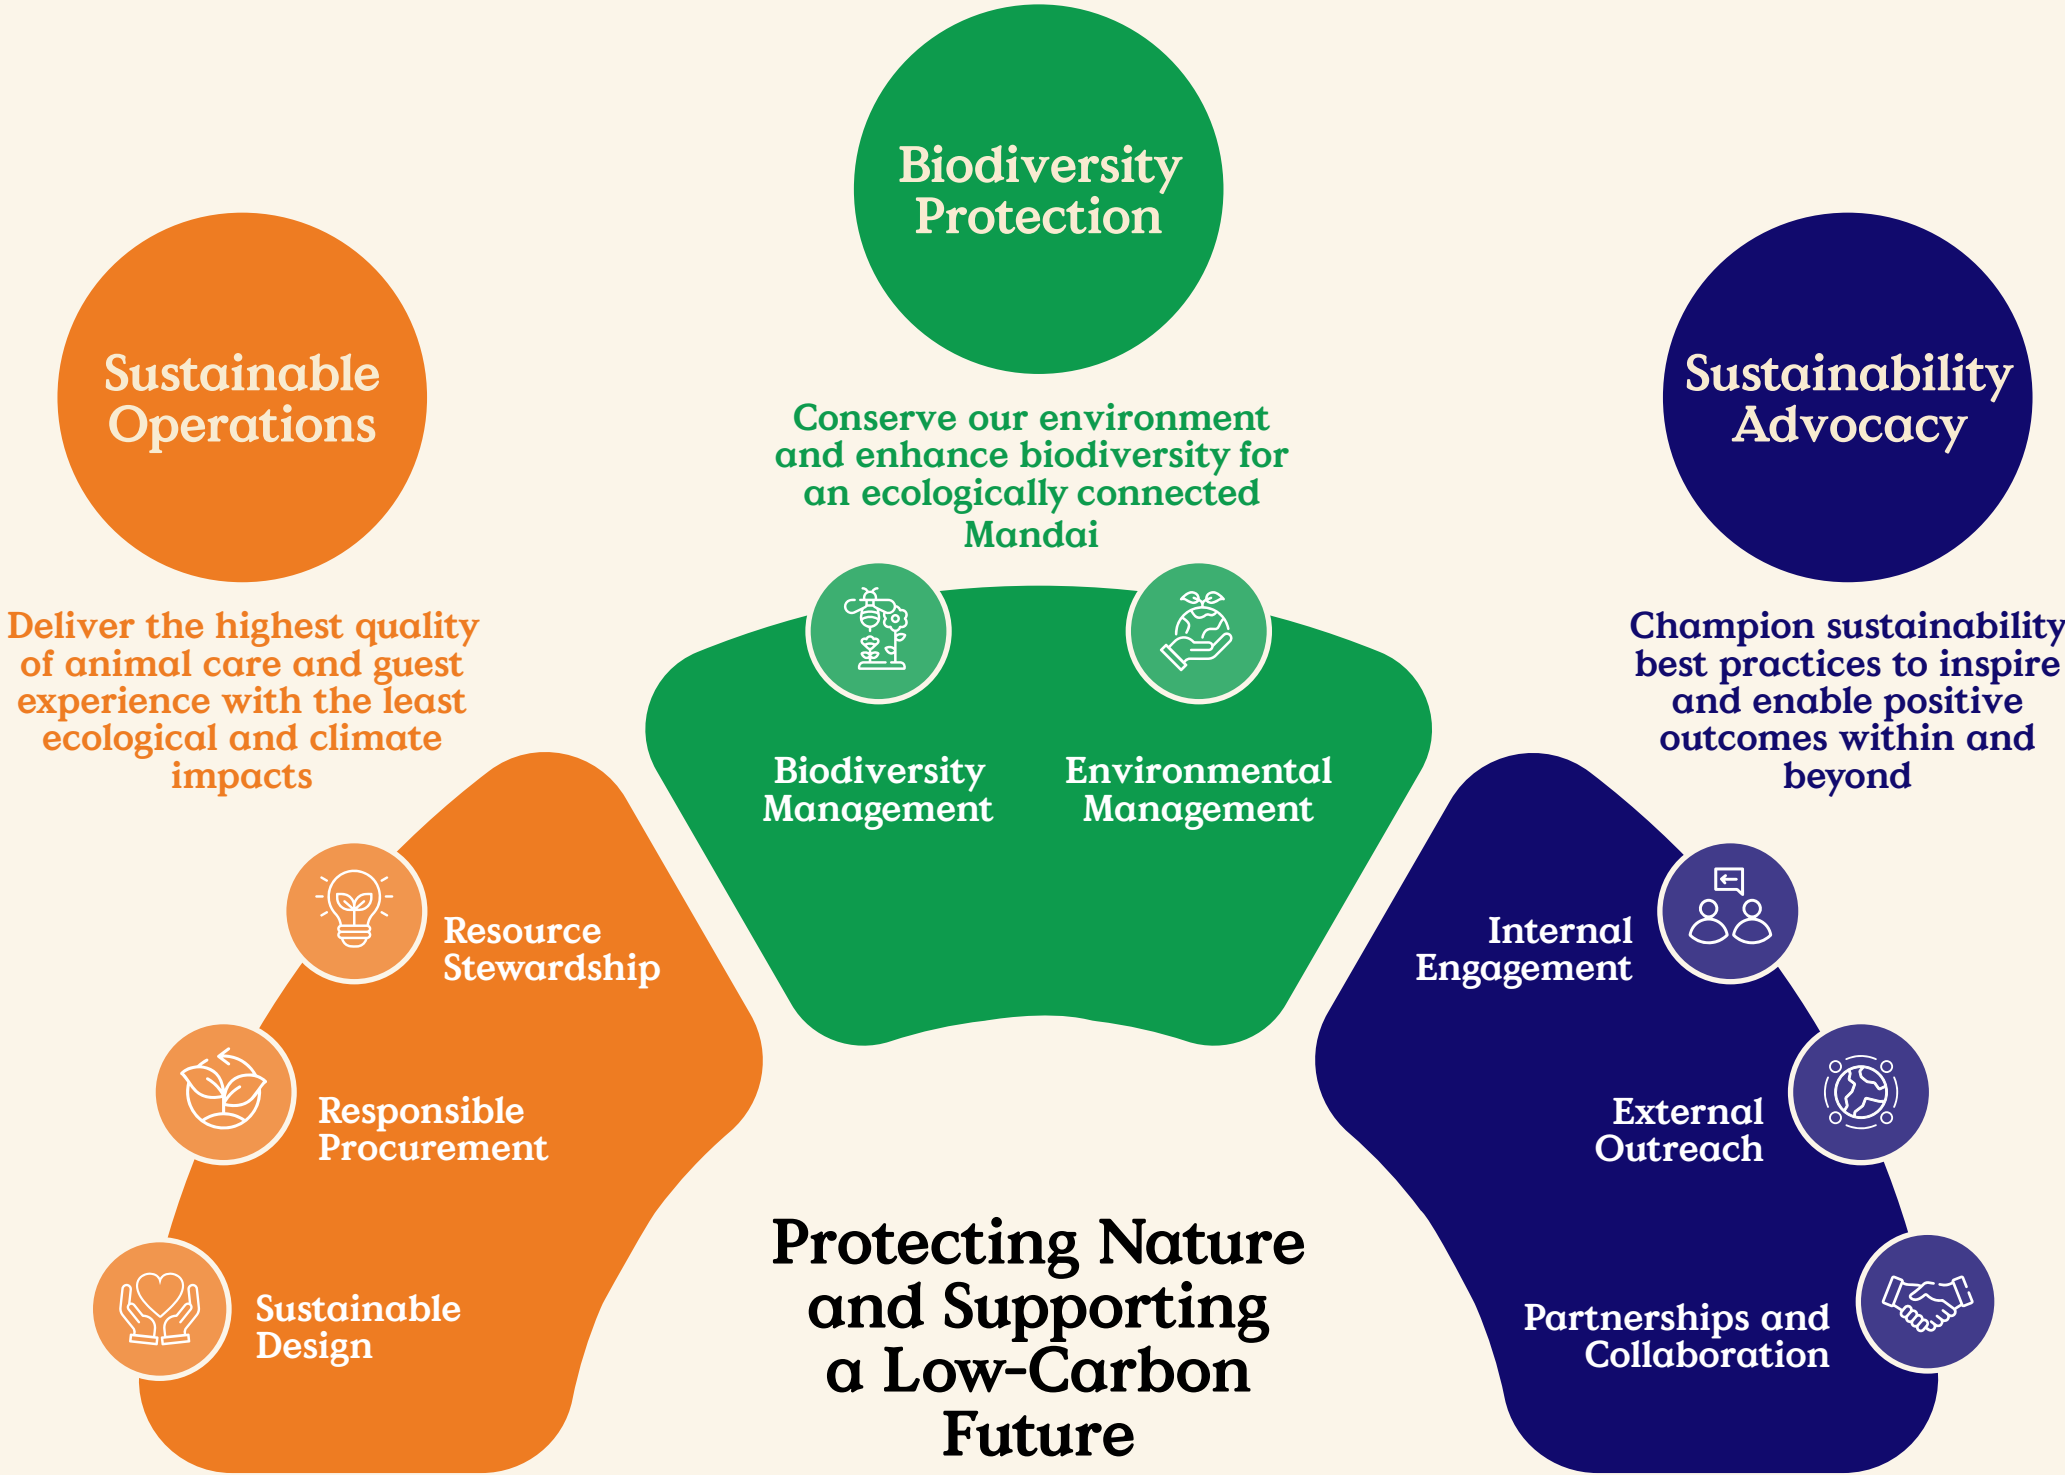 Biodiversity
Protection
Conserve our environment
and enhance biodiversity for
an ecologically connected
Mandai
Biodiversity
Management
Environmental
Management
Sustainable
Operations
Deliver the highest quality
of animal care and guest
experience with the least
ecological and climate
impacts
Resource
Stewardship
Responsible
Procurement
Sustainable
Design
Sustainability
Advocacy
Champion sustainability
best practices to inspire
and enable positive
outcomes within and
beyond
Internal
Engagement
External
Outreach
Partnerships and
Collaboration
Protecting Nature
and Supporting
a Low-Carbon
Future